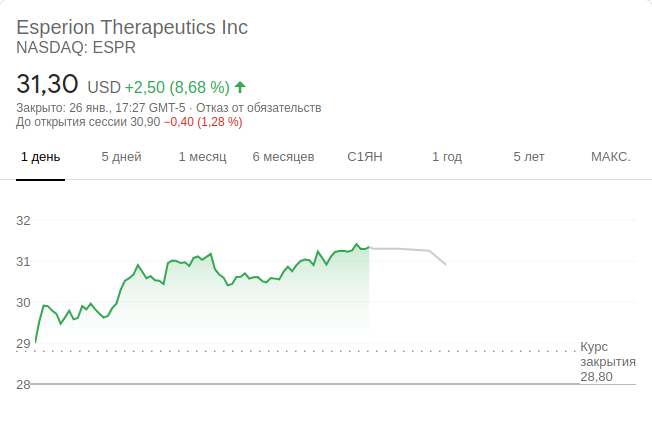 Esperion Therapeutics Inc
NASDAQ: ESPR
31,30 USD +2,50 (8,68 %)
Закрыто: 26 янв., 17:27 GMT-5 · Отказ от обязательств
До открытия сессии 30,90 −0,40 (1,28 %)
1 день 5 дней 1 месяц 6 месяцев С1ЯН 1 год 5 лет МАКС.
32
31
30
29
Курс
закрытия
28,80
28